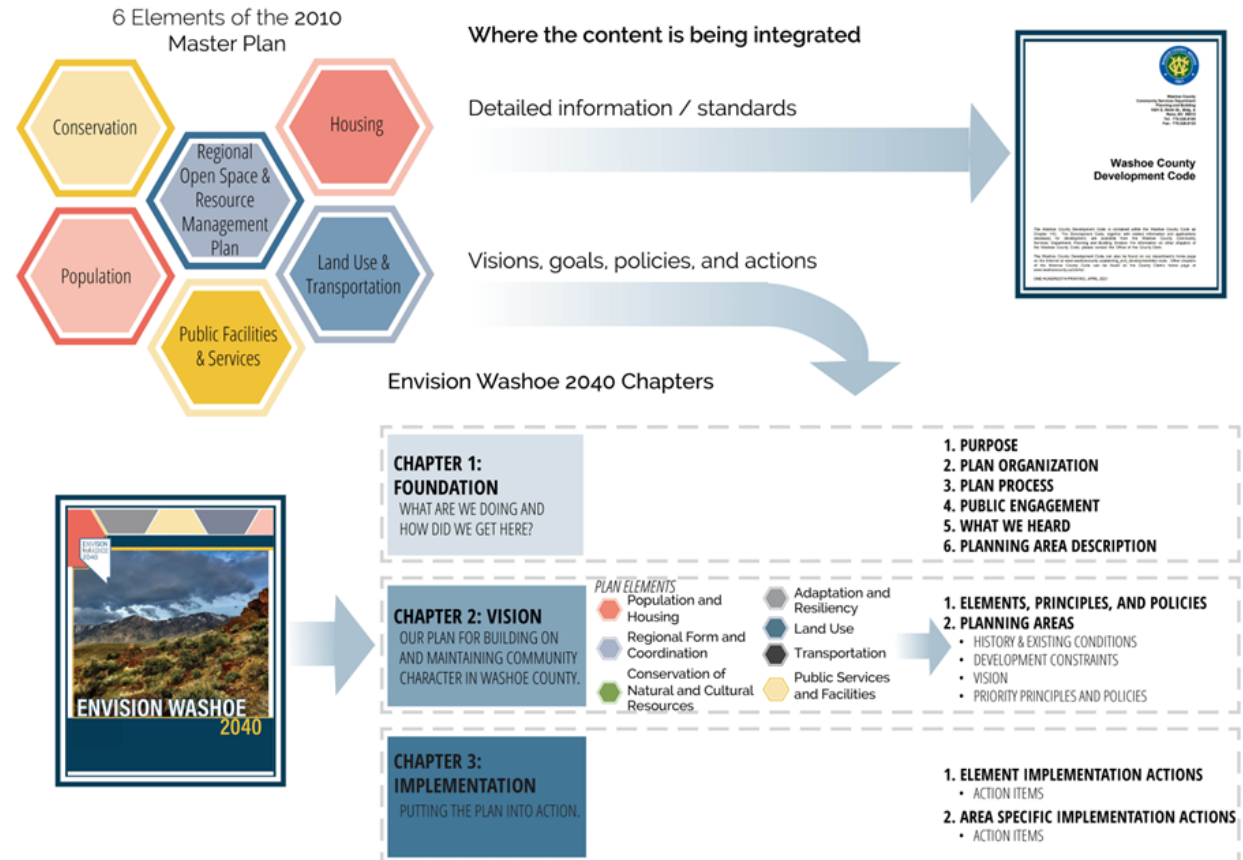 6 Elements of the 2010
Master Plan
Conservation
Housing
Regional
Open Space &
Resource
Management
Plan
Population
Land Use &
Transportation
Public Facilities
& Services
Where the content is being integrated
Detailed information / standards
Visions, goals, policies, and actions
Washoe County
Community Services Department
Planning and Building
Washoe County
Development Code
Envision Washoe 2040 Chapters
ENVISION WASHOE
2040
CHAPTER 1:
FOUNDATION
WHAT ARE WE DOING AND
HOW DID WE GET HERE?
1. PURPOSE
2. PLAN ORGANIZATION
3. PLAN PROCESS
4. PUBLIC ENGAGEMENT
5. WHAT WE HEARD
6. PLANNING AREA DESCRIPTION
CHAPTER 2: VISION
OUR PLAN FOR BUILDING ON
AND MAINTAINING COMMUNITY
CHARACTER IN WASHOE COUNTY.
PLAN ELEMENTS
Population and
Housing
Regional Form and
Coordination
Conservation of
Natural and Cultural
Resources
Adaptation and
Resiliency
Land Use
Transportation
Public Services
and Facilities
1. ELEMENTS, PRINCIPLES, AND POLICIES
2. PLANNING AREAS
• HISTORY & EXISTING CONDITIONS
• DEVELOPMENT CONSTRAINTS
• VISION
• PRIORITY PRINCIPLES AND POLICIES
CHAPTER 3:
IMPLEMENTATION
PUTTING THE PLAN INTO ACTION.
1. ELEMENT IMPLEMENTATION ACTIONS
• ACTION ITEMS
2. AREA SPECIFIC IMPLEMENTATION ACTIONS
• ACTION ITEMS